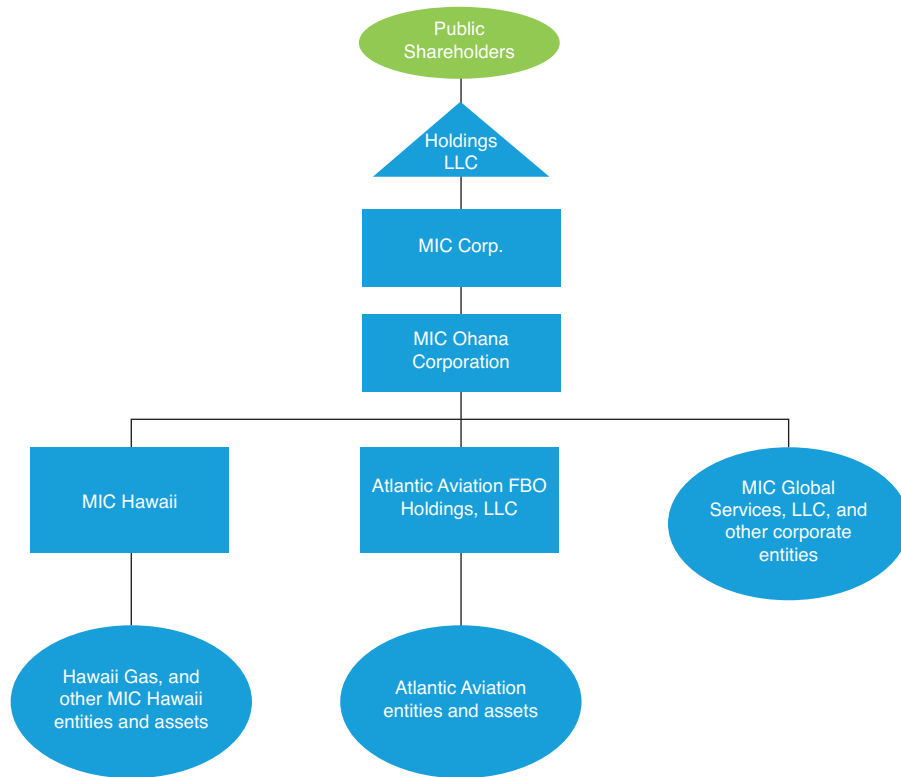 Public
Shareholders
Holdings
LLC
MIC Corp.
MIC Ohana
Corporation
MIC Hawaii
Atlantic Aviation FBO
Holdings, LLC
MIC Global
Services, LLC, and
other corporate
entities
Hawaii Gas, and
other MIC Hawaii
entities and assets
Atlantic Aviation
entities and assets